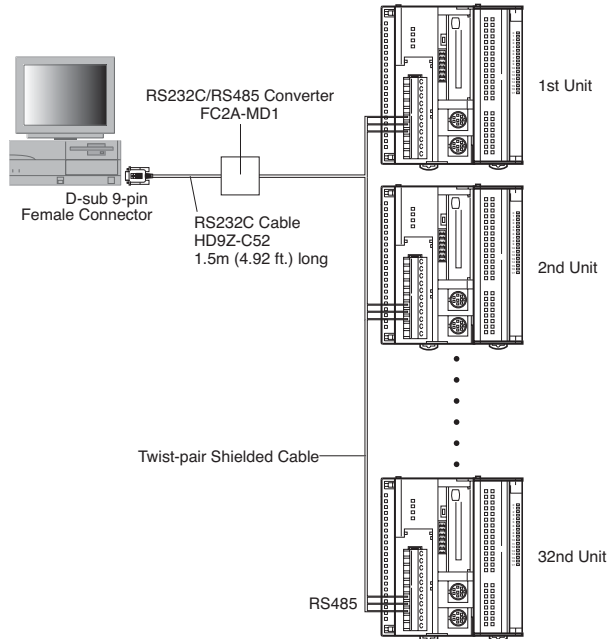 1st Unit
RS232C/RS485 Converter
FC2A-MD1
D-sub 9-pin
Female Connector
RS232C Cable
HD9Z-C52
1.5m (4.92 ft.) long
2nd Unit
Twist-pair Shielded Cable
32nd Unit
RS485